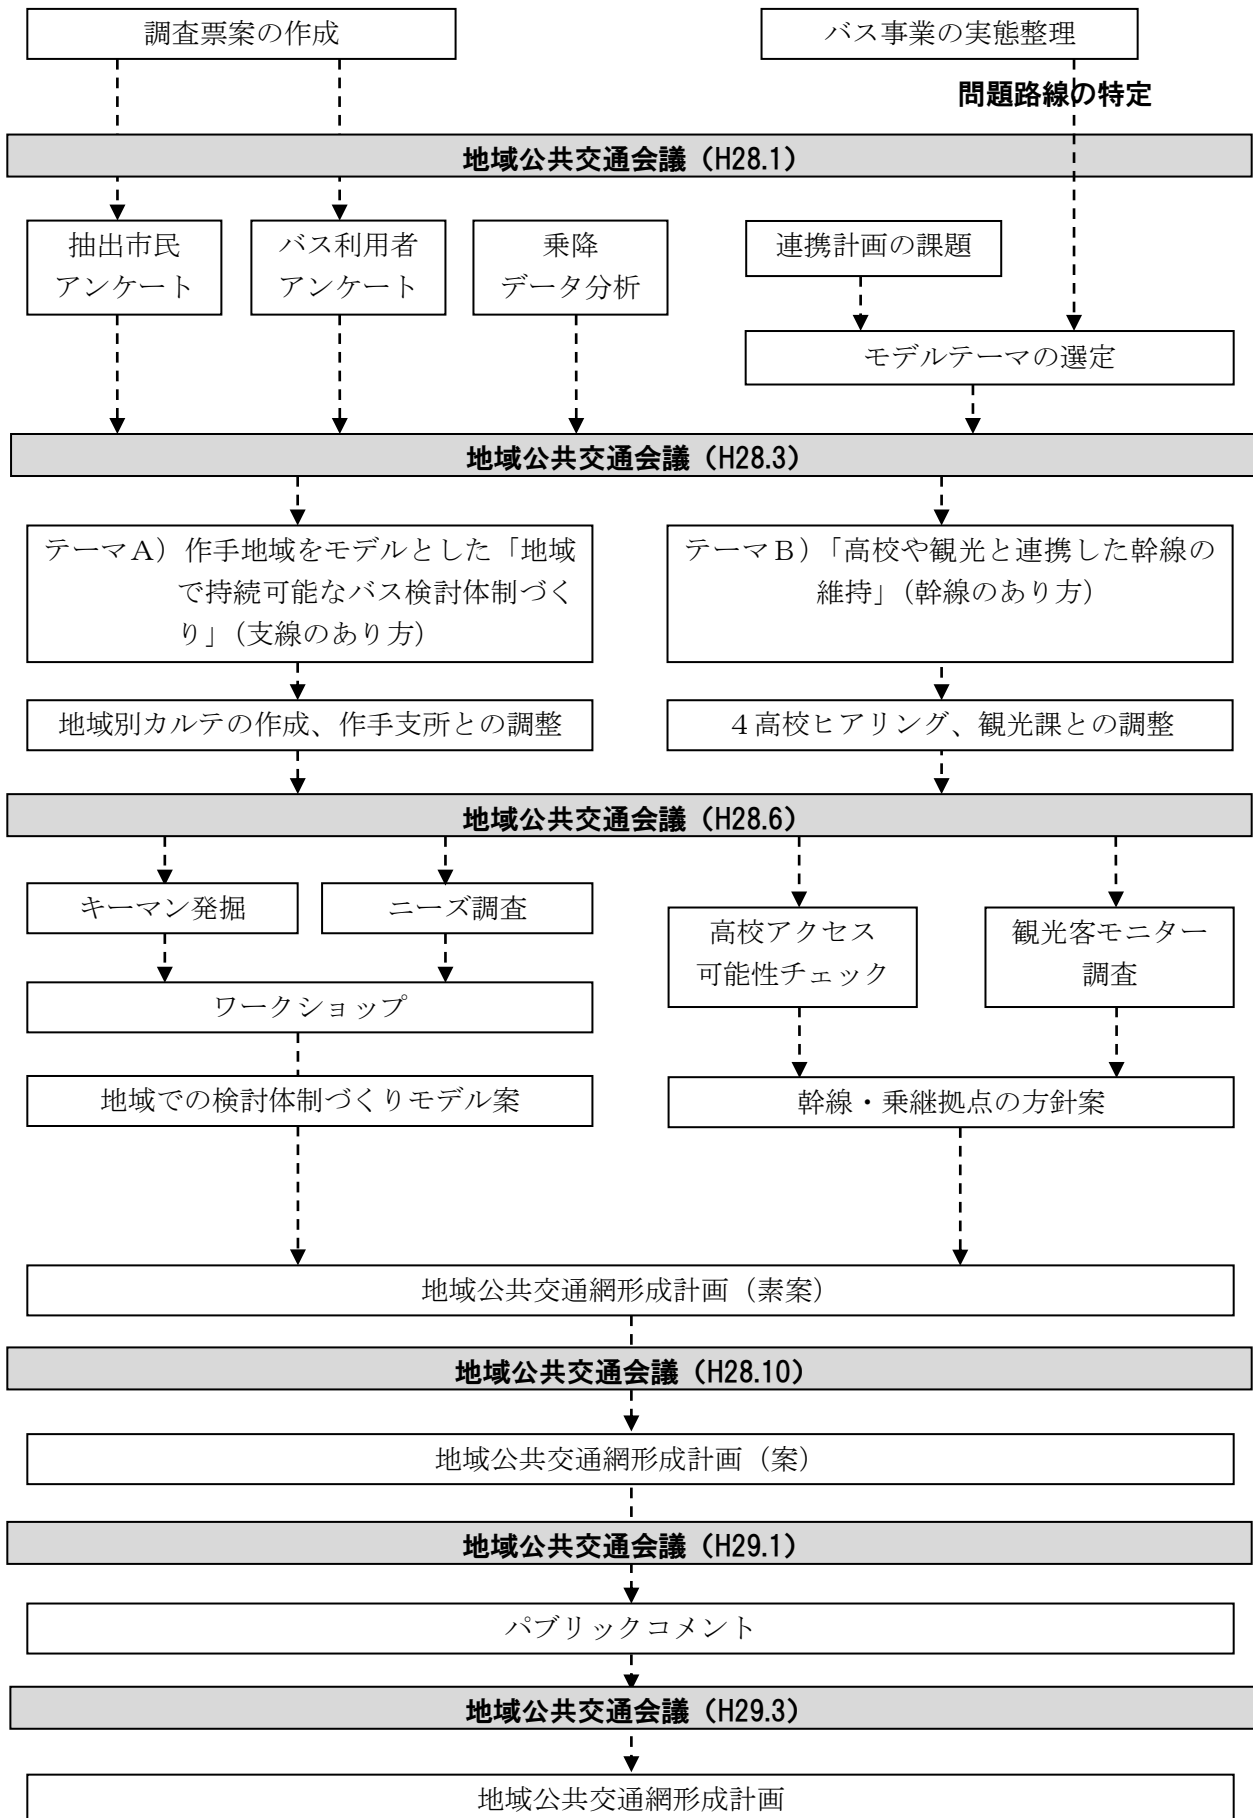 調査票案の作成
バス事業の実態整理
問題路線の特定
地域公共交通会議（H28.1）
抽出市民
アンケート
バス利用者
アンケート
乗降
データ分析
連携計画の課題
モデルテーマの選定
地域公共交通会議（H28.3）
テーマＡ）作手地域をモデルとした「地域
で持続可能なバス検討体制づく
り」（支線のあり方）
テーマＢ）「高校や観光と連携した幹線の
維持」（幹線のあり方）
地域別カルテの作成、作手支所との調整
４高校ヒアリング、観光課との調整
地域公共交通会議（H28.6）
キーマン発掘
ニーズ調査
高校アクセス
可能性チェック
観光客モニター
調査
ワークショップ
地域での検討体制づくりモデル案
幹線・乗継拠点の方針案
地域公共交通網形成計画（素案）
地域公共交通会議（H28.10）
地域公共交通網形成計画（案）
地域公共交通会議（H29.1）
パブリックコメント
地域公共交通会議（H29.3）
地域公共交通網形成計画